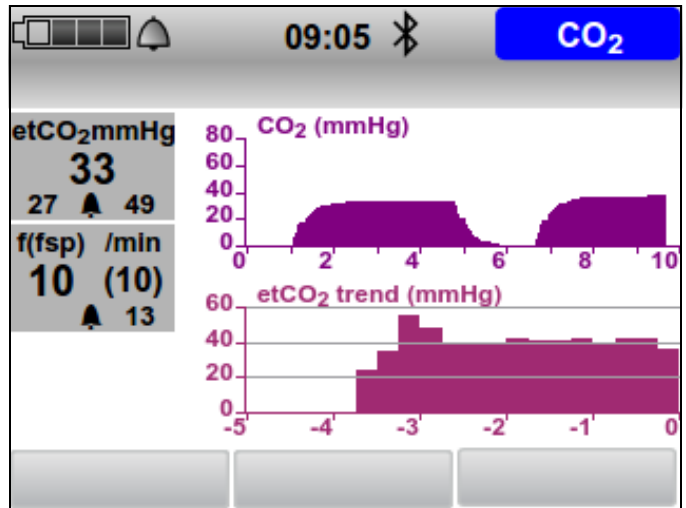 09:05 CO₂
etCO₂mmHg
33
27 49
f(fsp) /min
10 (10)
13
CO₂ (mmHg)
80
60
40
20
0
0 2 4 6 8 10
etCO₂ trend (mmHg)
60
40
20
0
-5 -4 -3 -2 -1 0